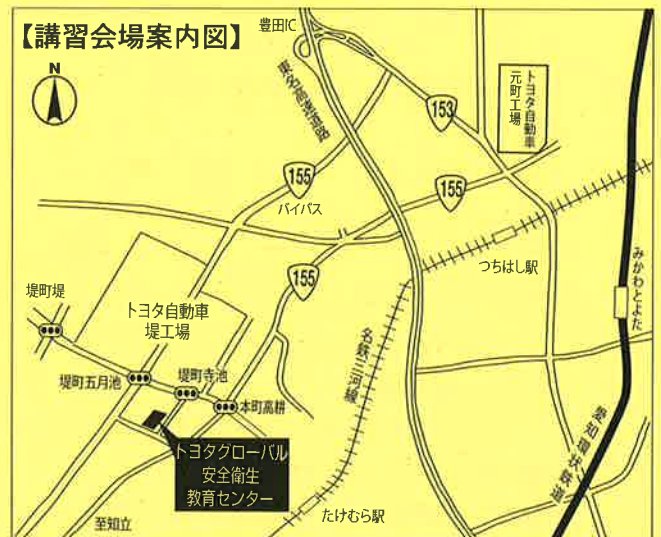 【講習会場案内図】
豊田IC
N
東名高速道路
153
トヨタ自動車
元町工場
155
バイパス
155
つちはし駅
みかわとよた
155
堤町堤
トヨタ自動車
堤工場
名鉄三河線
堤町五月池
堤町寺池
本町高耕
愛知環状鉄道
トヨタグローバル
安全衛生
教育センター
至知立
たけむら駅